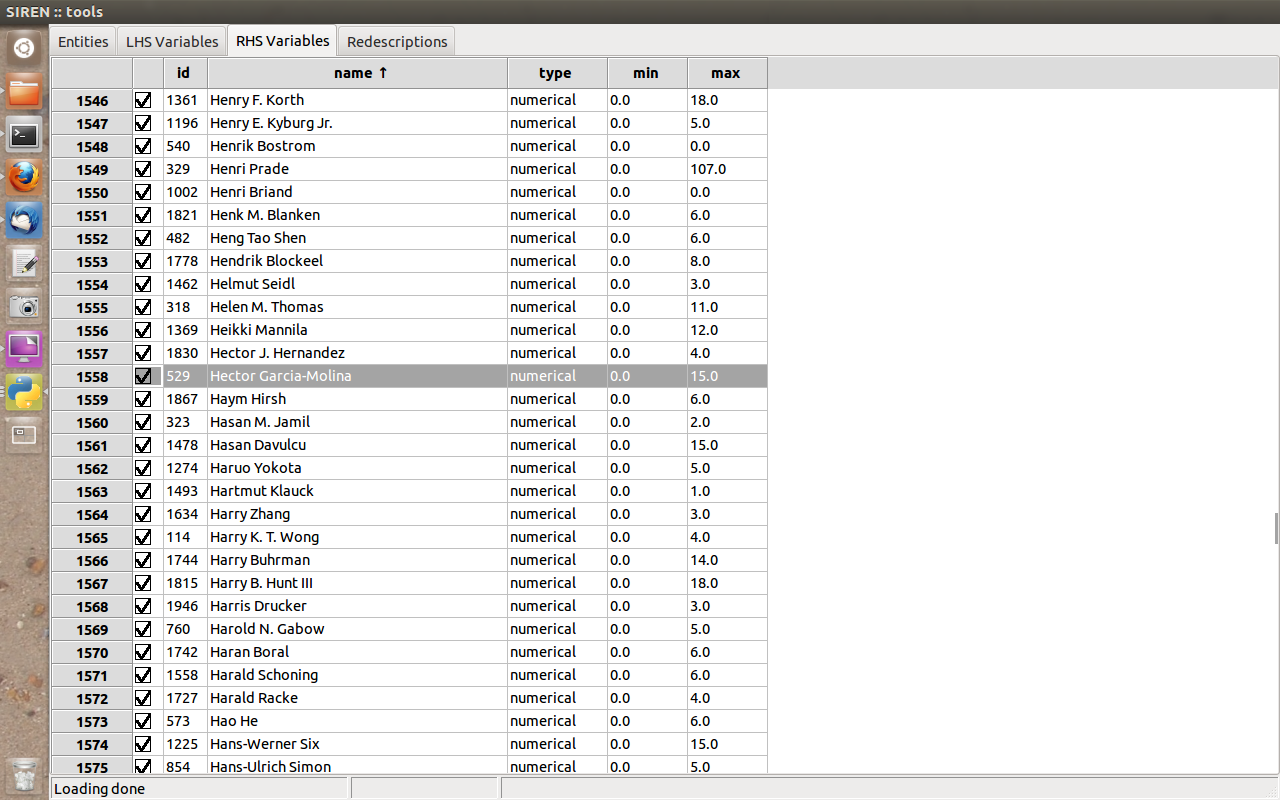 SIREN :: tools
Entities LHS Variables RHS Variables Redescriptions
id name ↑ type min max
1546 1361 Henry F. Korth numerical 0.0 18.0
1547 1196 Henry E. Kyburg Jr. numerical 0.0 5.0
1548 540 Henrik Bostrom numerical 0.0 0.0
1549 329 Henri Prade numerical 0.0 107.0
1550 1002 Henri Briand numerical 0.0 0.0
1551 1821 Henk M. Blanken numerical 0.0 6.0
1552 482 Heng Tao Shen numerical 0.0 6.0
1553 1778 Hendrik Blockeel numerical 0.0 8.0
1554 1462 Helmut Seidl numerical 0.0 3.0
1555 318 Helen M. Thomas numerical 0.0 11.0
1556 1369 Heikki Mannila numerical 0.0 12.0
1557 1830 Hector J. Hernandez numerical 0.0 4.0
1558 529 Hector Garcia-Molina numerical 0.0 15.0
1559 1867 Haym Hirsh numerical 0.0 6.0
1560 323 Hasan M. Jamil numerical 0.0 2.0
1561 1478 Hasan Davulcu numerical 0.0 15.0
1562 1274 Haruo Yokota numerical 0.0 5.0
1563 1493 Hartmut Klauck numerical 0.0 1.0
1564 1634 Harry Zhang numerical 0.0 3.0
1565 114 Harry K. T. Wong numerical 0.0 4.0
1566 1744 Harry Buhrman numerical 0.0 14.0
1567 1815 Harry B. Hunt III numerical 0.0 18.0
1568 1946 Harris Drucker numerical 0.0 3.0
1569 760 Harold N. Gabow numerical 0.0 5.0
1570 1742 Haran Boral numerical 0.0 6.0
1571 1558 Harald Schoning numerical 0.0 6.0
1572 1727 Harald Racke numerical 0.0 4.0
1573 573 Hao He numerical 0.0 6.0
1574 1225 Hans-Werner Six numerical 0.0 15.0
1575 854 Hans-Ulrich Simon numerical 0.0 5.0
Loading done